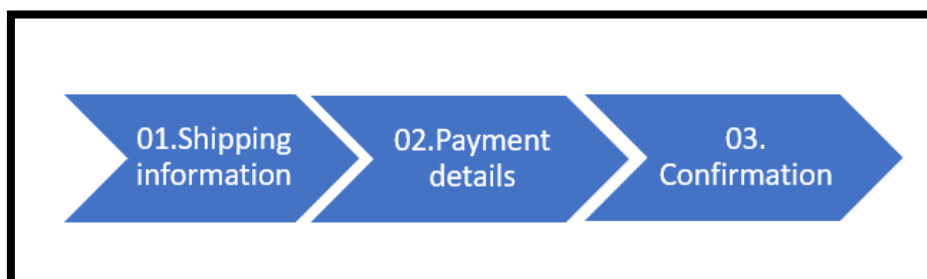 01.Shipping
information
02.Payment
details
03.
Confirmation